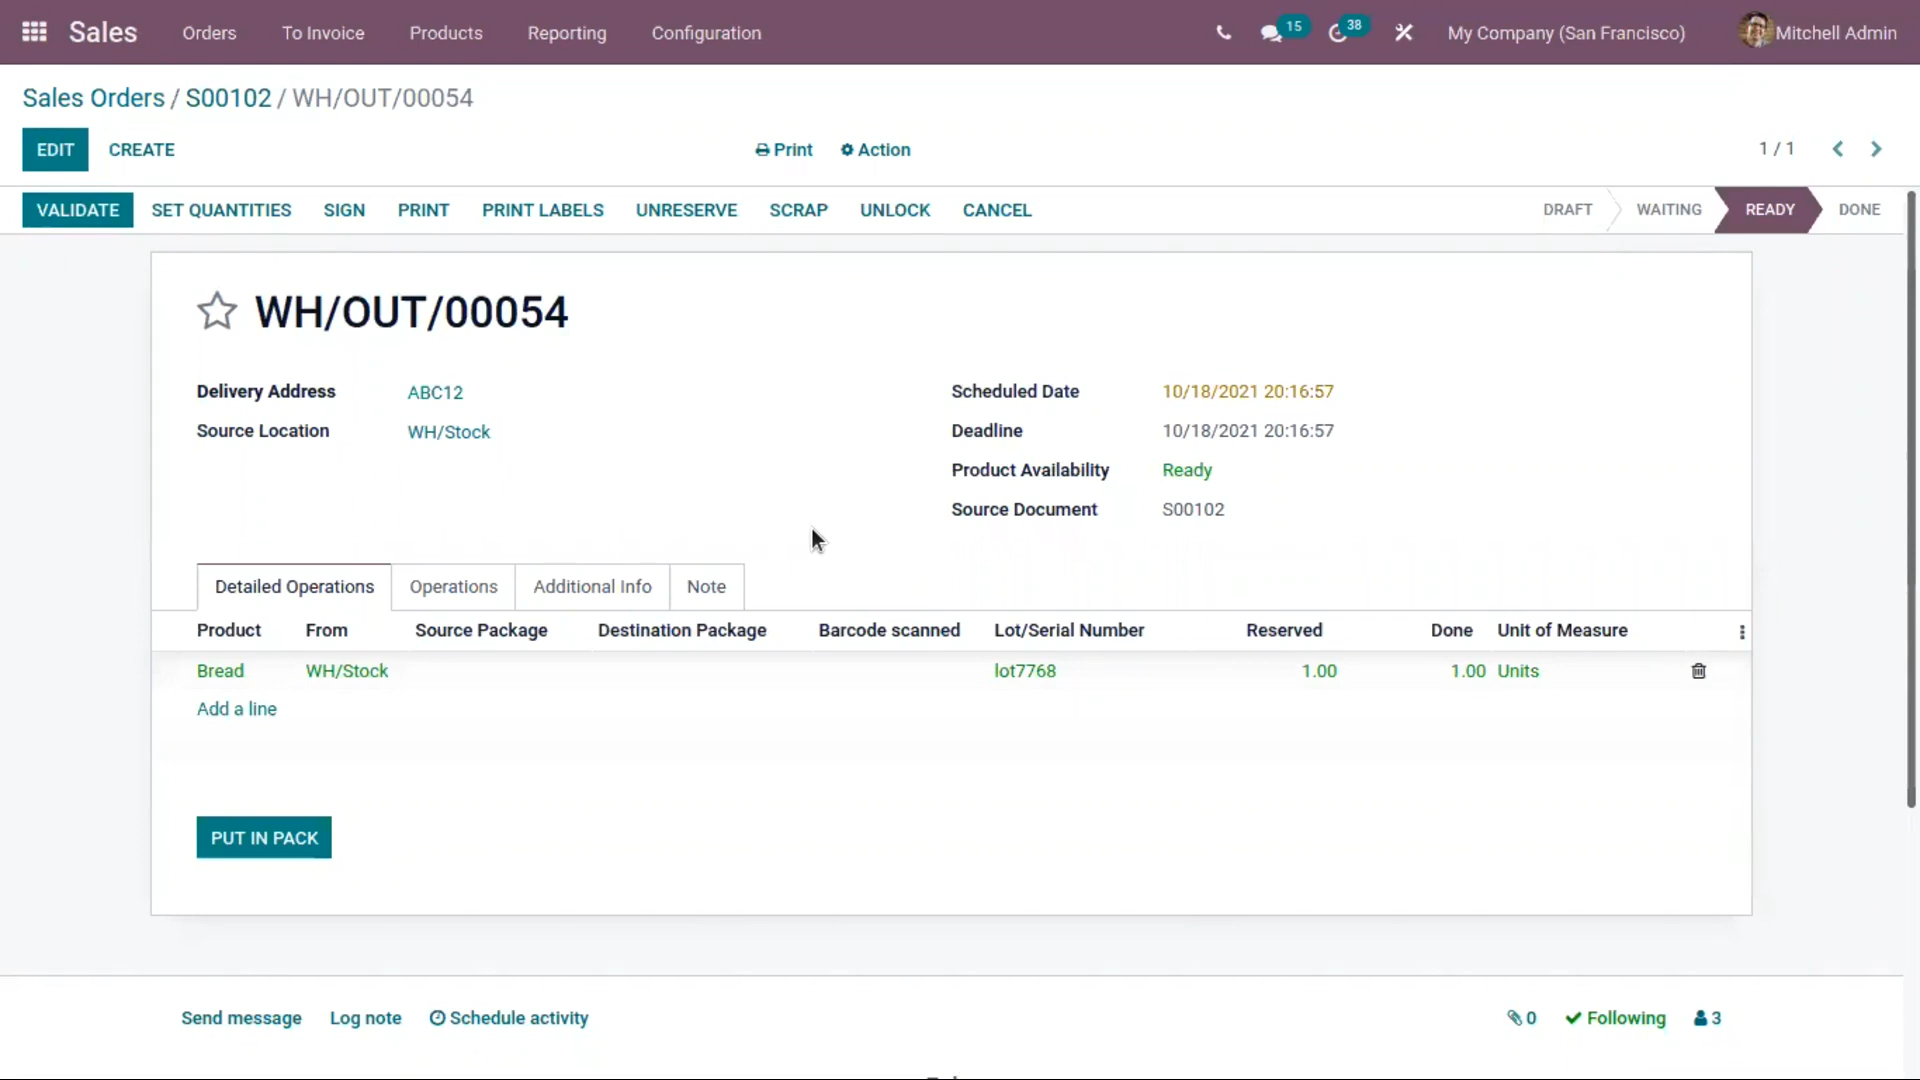 Sales Orders To Invoice Products Reporting Configuration 15 38 My Company (San Francisco) Mitchell Admin
Sales Orders / S00102 / WH/OUT/00054
EDIT CREATE Print Action 1 / 1
VALIDATE SET QUANTITIES SIGN PRINT PRINT LABELS UNRESERVE SCRAP UNLOCK CANCEL DRAFT WAITING READY DONE
WH/OUT/00054
Delivery Address ABC12 Scheduled Date 10/18/2021 20:16:57
Source Location WH/Stock Deadline 10/18/2021 20:16:57
Product Availability Ready
Source Document S00102
Detailed Operations Operations Additional Info Note
Product From Source Package Destination Package Barcode scanned Lot/Serial Number Reserved Done Unit of Measure
Bread WH/Stock lot7768 1.00 1.00 Units
Add a line
PUT IN PACK
Send message Log note Schedule activity 0 Following 3